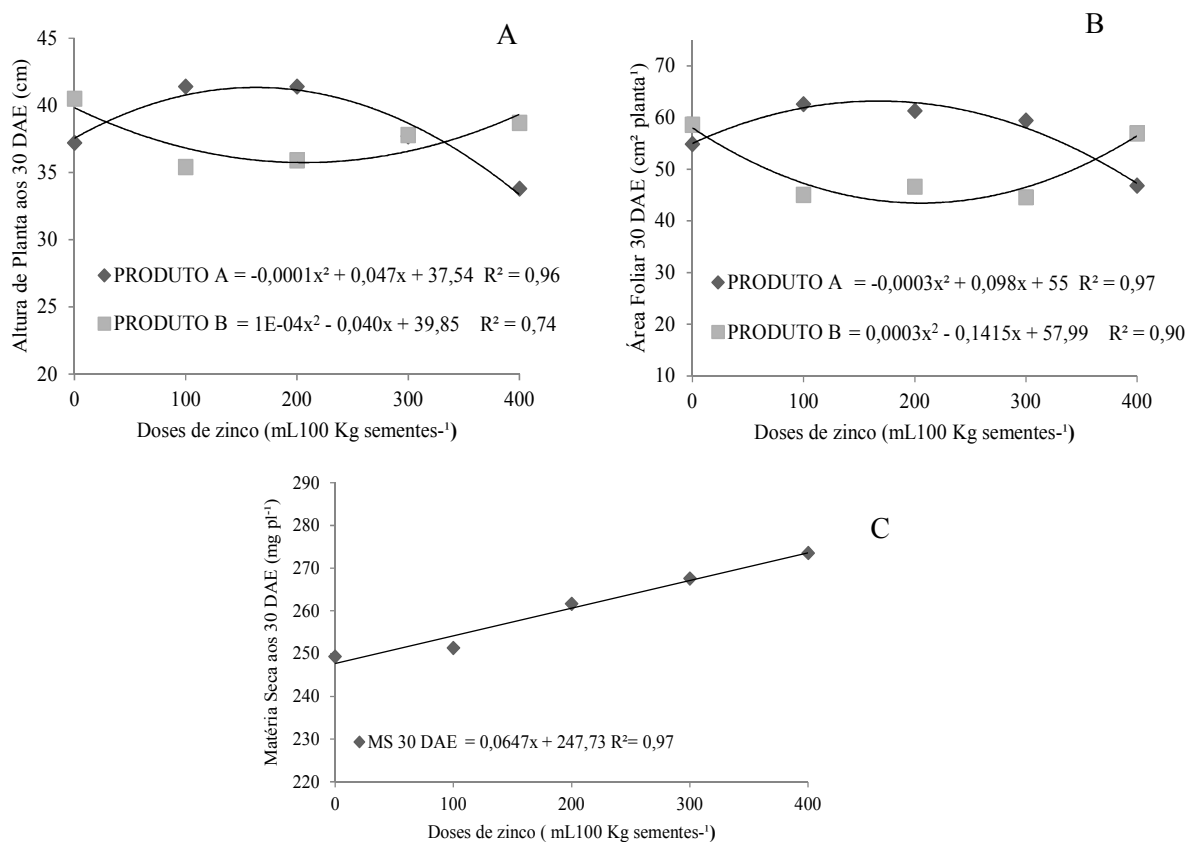 A
Altura de Planta aos 30 DAE (cm)
45
40
35
30
25
20
0
100
200
300
400
PRODUTO A = -0,0001x² + 0,047x + 37,54 R² = 0,96
PRODUTO B = 1E-04x² - 0,040x + 39,85 R² = 0,74
Doses de zinco (mL100 Kg sementes-¹)
B
Área Foliar 30 DAE (cm² planta¹)
70
60
50
40
30
20
10
0
100
200
300
400
PRODUTO A = -0,0003x² + 0,098x + 55 R² = 0,97
PRODUTO B = 0,0003x² - 0,1415x + 57,99 R² = 0,90
Doses de zinco (mL100 Kg sementes-¹)
C
Matéria Seca aos 30 DAE (mg pl-¹)
290
280
270
260
250
240
230
220
0
100
200
300
400
MS 30 DAE = 0,0647x + 247,73 R²= 0,97
Doses de zinco ( mL100 Kg sementes-¹)